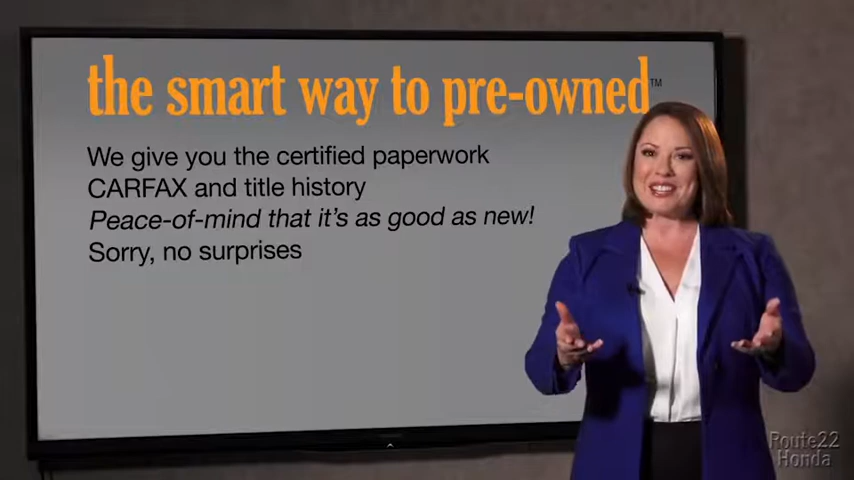 the smart way to pre-owned™
We give you the certified paperwork
CARFAX and title history
Peace-of-mind that it's as good as new!
Sorry, no surprises
Route22
Honda